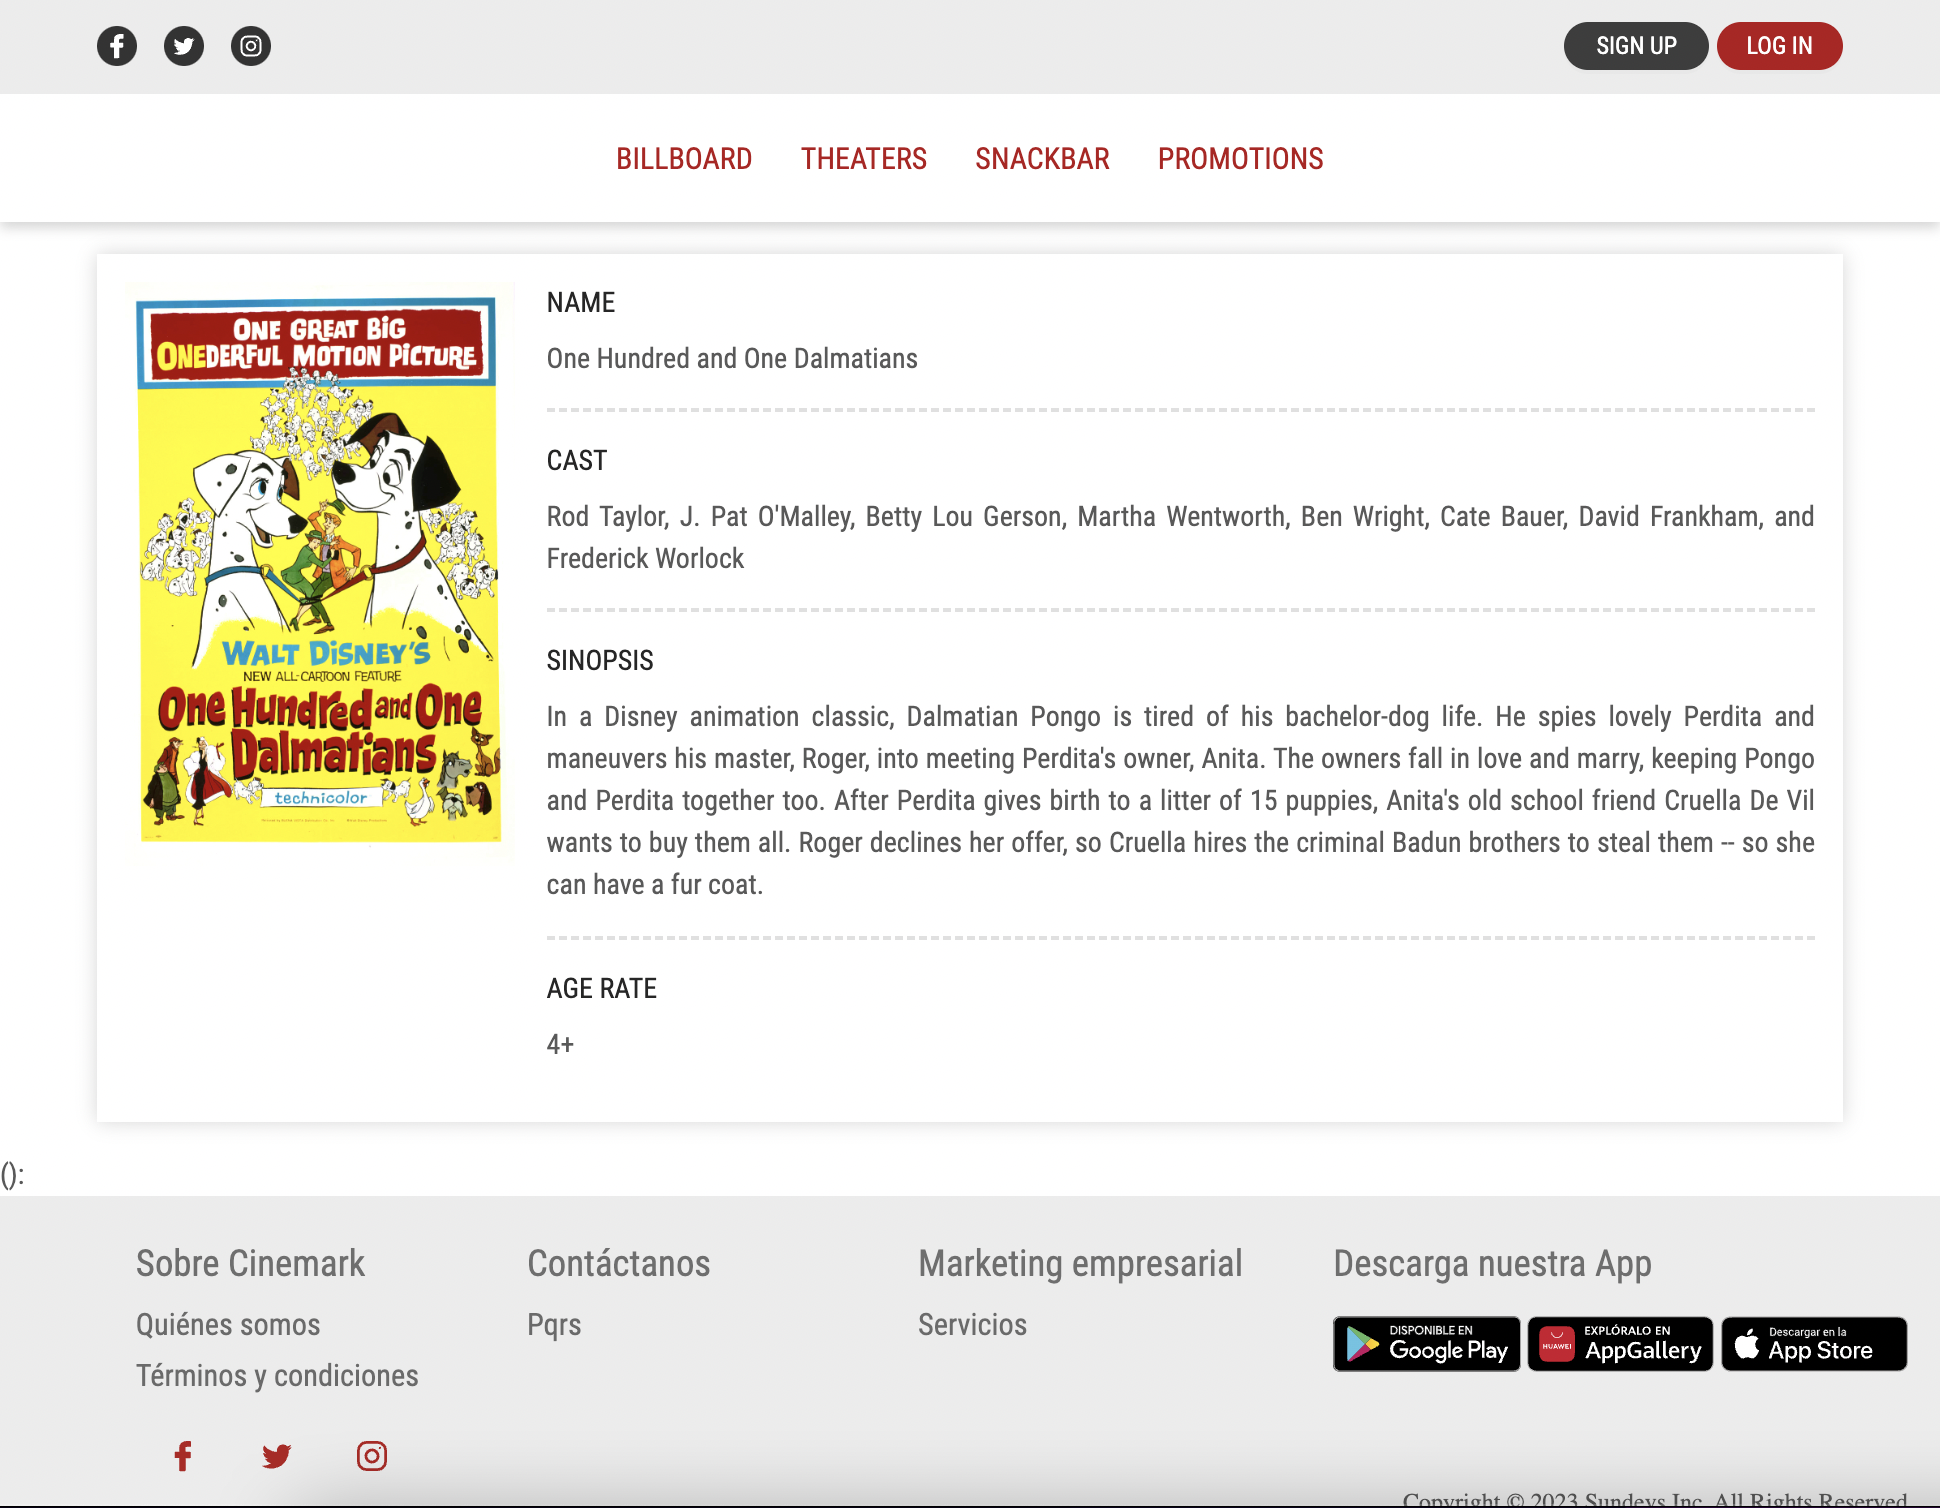 SIGN UP LOG IN
BILLBOARD THEATERS SNACKBAR PROMOTIONS
ONE GREAT BIG
ONEDERFUL MOTION PICTURE
WALT DISNEY'S
NEW ALL-CARTOON FEATURE
One Hundred and One
Dalmatians
technicolor
NAME
One Hundred and One Dalmatians
CAST
Rod Taylor, J. Pat O'Malley, Betty Lou Gerson, Martha Wentworth, Ben Wright, Cate Bauer, David Frankham, and
Frederick Worlock
SINOPSIS
In a Disney animation classic, Dalmatian Pongo is tired of his bachelor-dog life. He spies lovely Perdita and
maneuvers his master, Roger, into meeting Perdita's owner, Anita. The owners fall in love and marry, keeping Pongo
and Perdita together too. After Perdita gives birth to a litter of 15 puppies, Anita's old school friend Cruella De Vil
wants to buy them all. Roger declines her offer, so Cruella hires the criminal Badun brothers to steal them -- so she
can have a fur coat.
AGE RATE
4+
():
Sobre Cinemark
Quiénes somos
Términos y condiciones
Contáctanos
Pqrs
Marketing empresarial
Servicios
Descarga nuestra App
DISPONIBLE EN
Google Play
HUAWEI
EXPLÓRALO EN
AppGallery
Descargar en la
App Store
Copyright © 2023 Sundevs Inc. All Rights Reserved